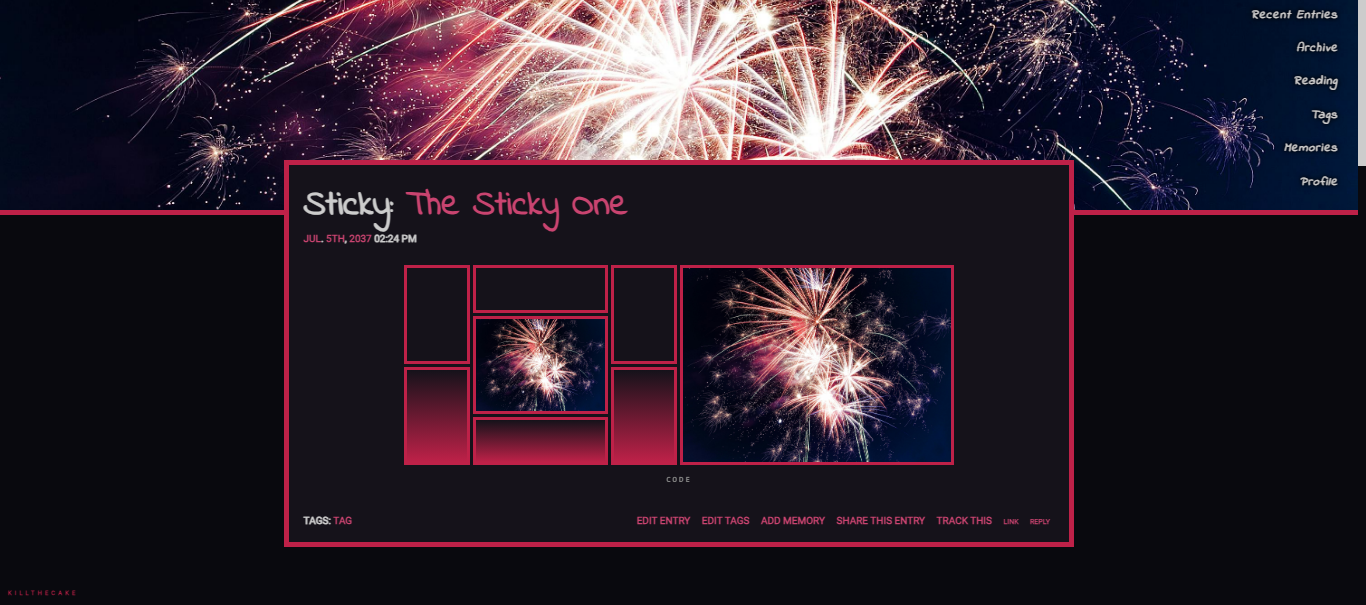 Recent Entries
Archive
Reading
Tags
Memories
Profile
Sticky: The Sticky One
JUL. 5TH, 2037 02:24 PM
CODE
TAGS: TAG
EDIT ENTRY EDIT TAGS ADD MEMORY SHARE THIS ENTRY TRACK THIS LINK REPLY
KILLTHECAKE